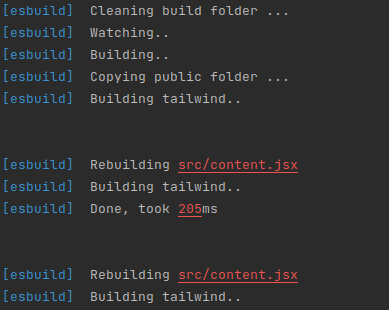 [esbuild] Cleaning build folder ...
[esbuild] Watching..
[esbuild] Building..
[esbuild] Copying public folder ...
[esbuild] Building tailwind..
[esbuild] Rebuilding src/content.jsx
[esbuild] Building tailwind..
[esbuild] Done, took 205ms
[esbuild] Rebuilding src/content.jsx
[esbuild] Building tailwind..